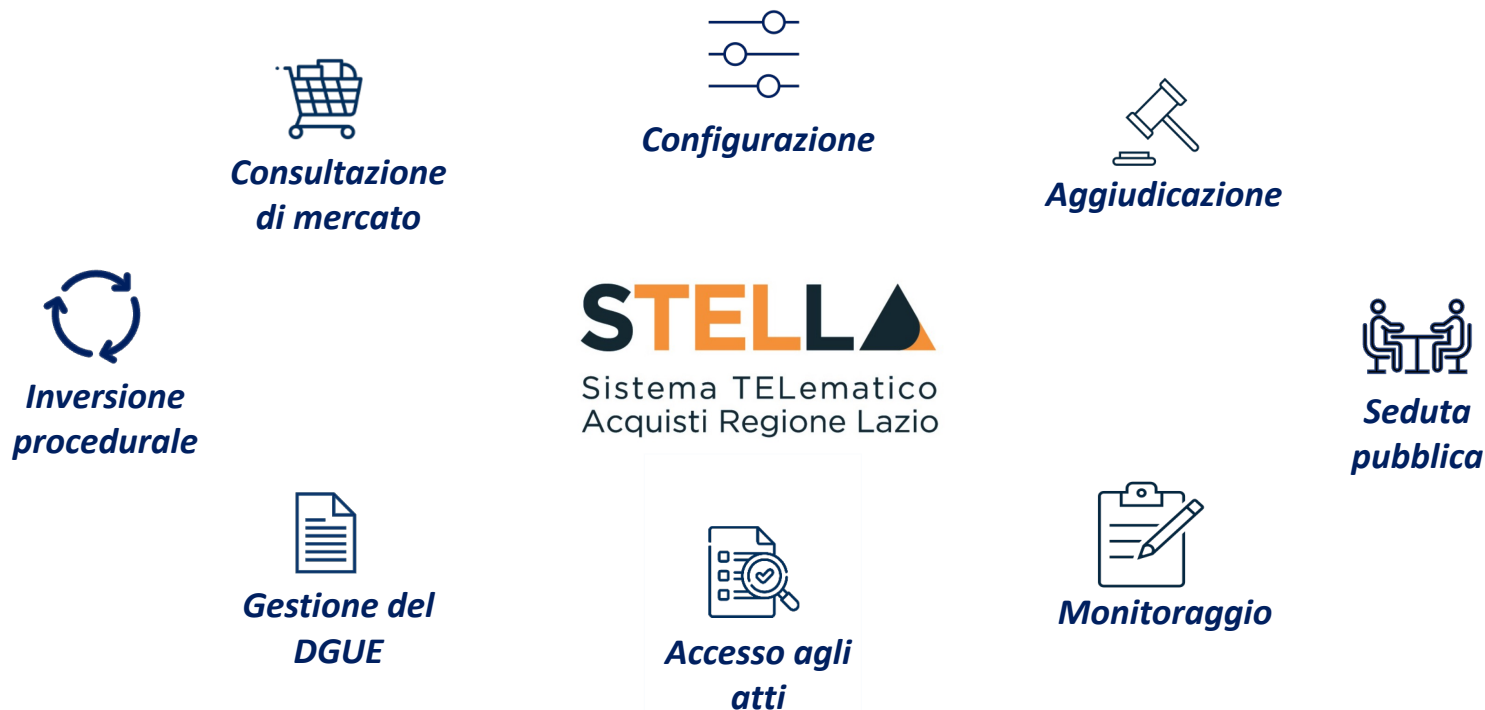 Configurazione
Consultazione
di mercato
Aggiudicazione
STELLA
Sistema TELematico
Acquisti Regione Lazio
Inversione
procedurale
Seduta
pubblica
Gestione del
DGUE
Accesso agli
atti
Monitoraggio